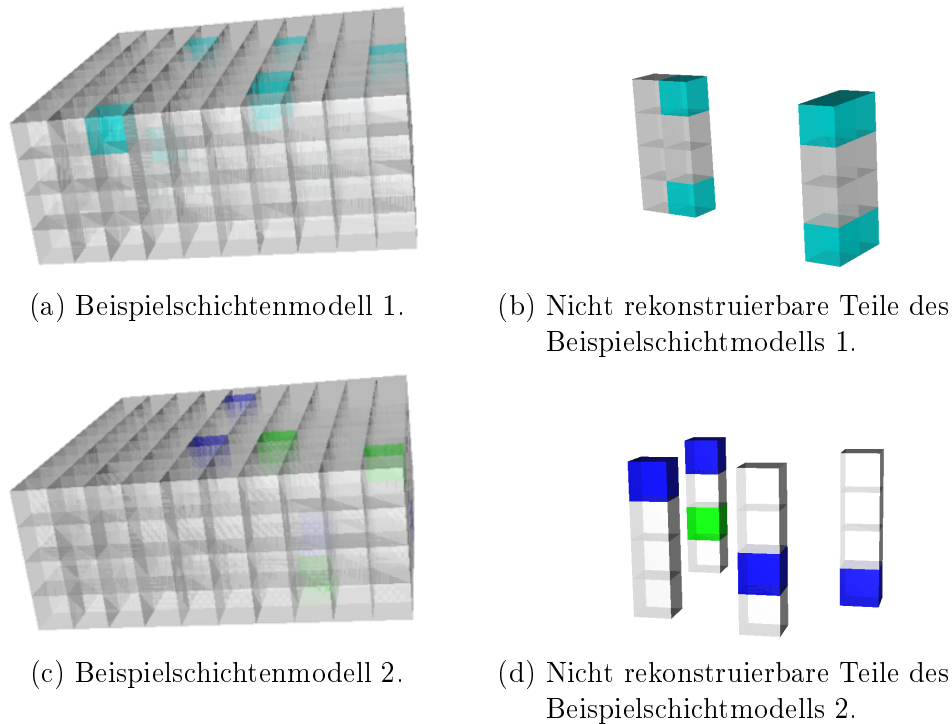 (a) Beispielschichtenmodell 1.
(b) Nicht rekonstruierbare Teile des
Beispielschichtmodells 1.
(c) Beispielschichtenmodell 2.
(d) Nicht rekonstruierbare Teile des
Beispielschichtmodells 2.